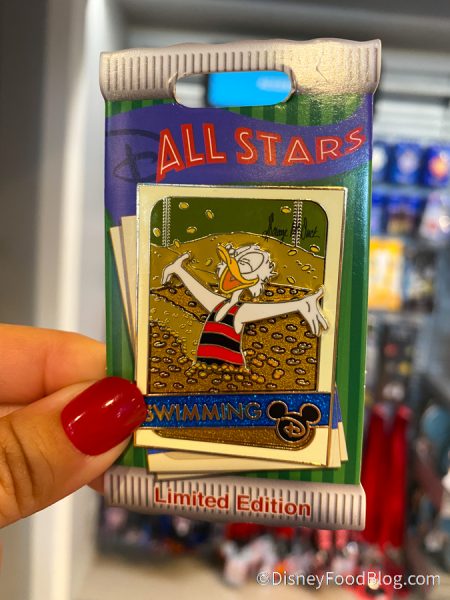 ALL STARS
SWIMMING
Limited Edition
©DisneyFoodBlog.com